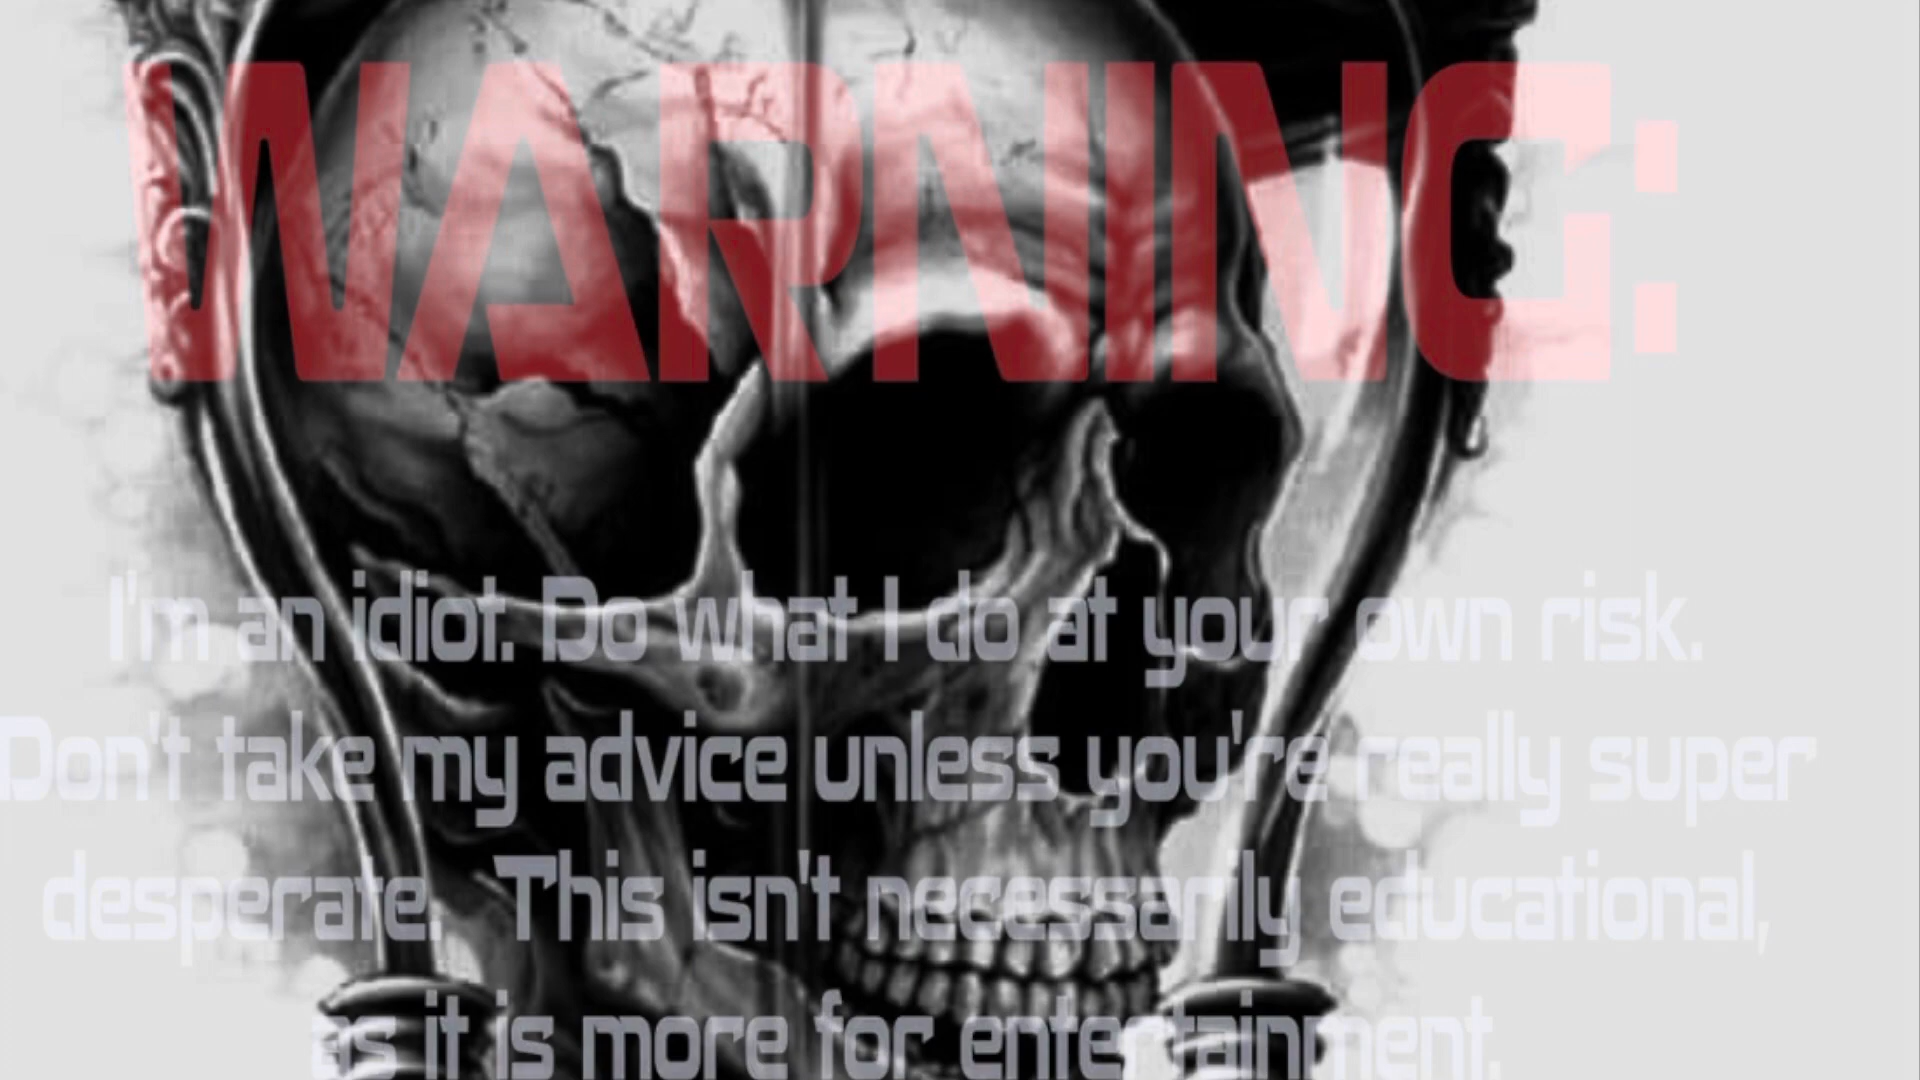 WARNING:
I'm an idiot. Do what I do at your own risk.
Don't take my advice unless you're really super
desperate. This isn't necessarily educational,
as it is more for entertainment.